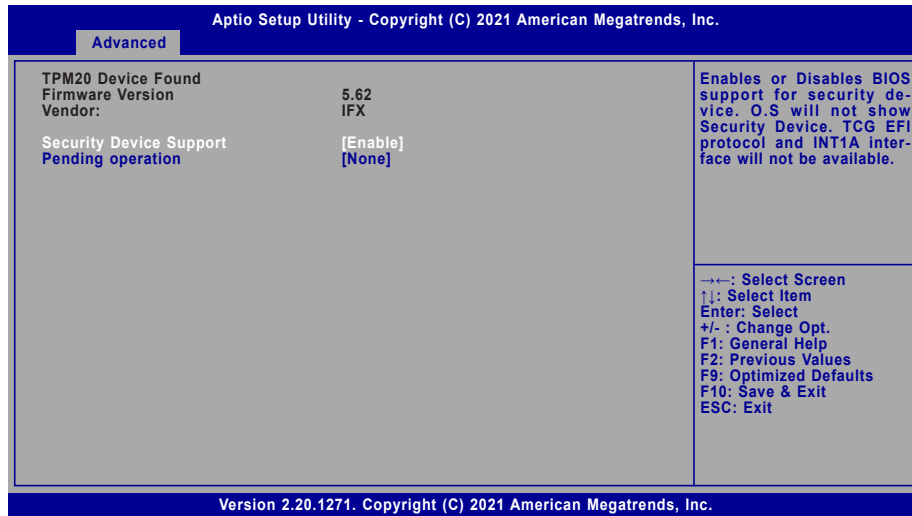 Aptio Setup Utility - Copyright (C) 2021 American Megatrends, Inc.
Advanced
TPM20 Device Found
Firmware Version 5.62
Vendor: IFX
Security Device Support [Enable]
Pending operation [None]
Enables or Disables BIOS
support for security de-
vice. O.S will not show
Security Device. TCG EFI
protocol and INT1A inter-
face will not be available.
→←: Select Screen
↑↓: Select Item
Enter: Select
+/- : Change Opt.
F1: General Help
F2: Previous Values
F9: Optimized Defaults
F10: Save & Exit
ESC: Exit
Version 2.20.1271. Copyright (C) 2021 American Megatrends, Inc.